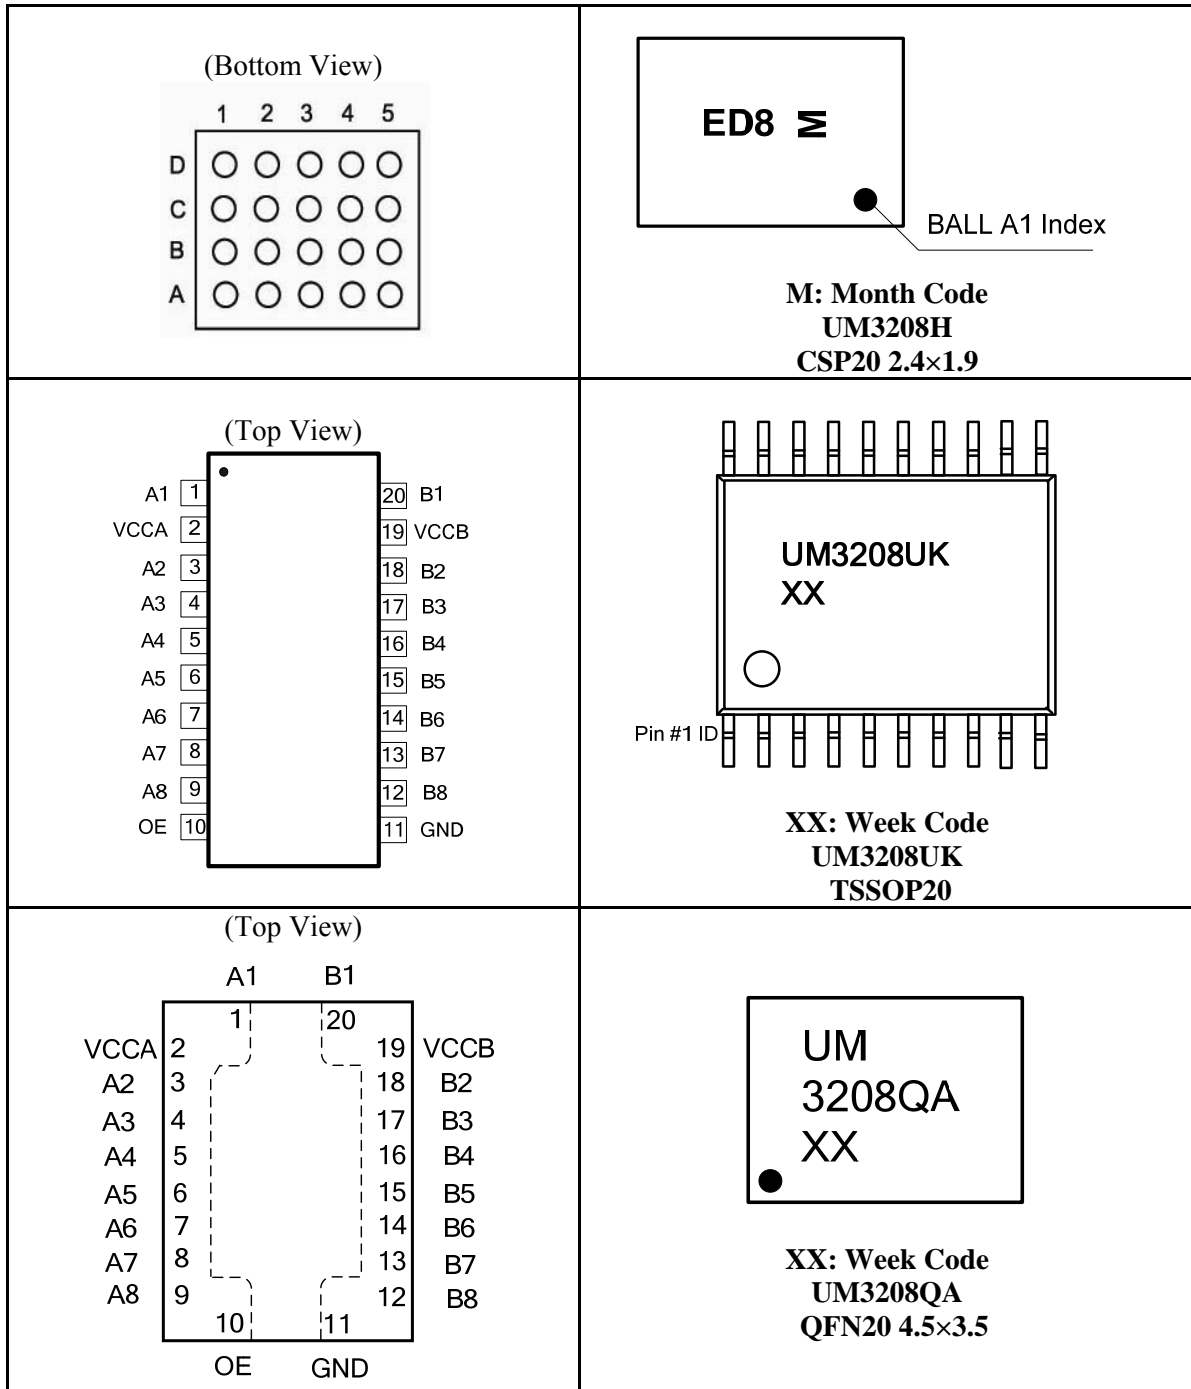 (Bottom View)
1 2 3 4 5
D
C
B
A
ED8 M
BALL A1 Index
M: Month Code
UM3208H
CSP20 2.4×1.9
(Top View)
A1 1 20 B1
VCCA 2 19 VCCB
A2 3 18 B2
A3 4 17 B3
A4 5 16 B4
A5 6 15 B5
A6 7 14 B6
A7 8 13 B7
A8 9 12 B8
OE 10 11 GND
UM3208UK
XX
Pin #1 ID
XX: Week Code
UM3208UK
TSSOP20
(Top View)
A1 B1
1 20
VCCA 2 19 VCCB
A2 3 18 B2
A3 4 17 B3
A4 5 16 B4
A5 6 15 B5
A6 7 14 B6
A7 8 13 B7
A8 9 12 B8
10 11
OE GND
UM
3208QA
XX
XX: Week Code
UM3208QA
QFN20 4.5×3.5